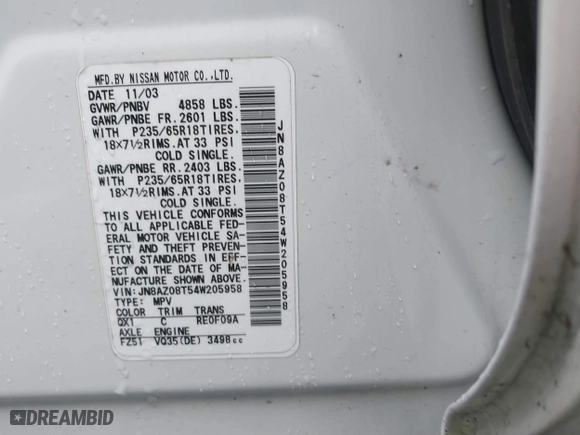 MFD.BY NISSAN MOTOR CO.,LTD.
DATE 11/03
GVWR/PNBV 4858 LBS.
GAWR/PNBE FR.2601 LBS.
WITH P235/65R18TIRES.
18×7½RIMS.AT 33 PSI
COLD SINGLE.
GAWR/PNBE RR.2403 LBS.
WITH P235/65R18TIRES.
18×7½RIMS.AT 33 PSI
COLD SINGLE.
THIS VEHICLE CONFORMS
TO ALL APPLICABLE FED-
ERAL MOTOR VEHICLE SA-
FETY AND THEFT PREVEN-
TION STANDARDS IN EFF-
ECT ON THE DATE OF MA-
NUFACTURE SHOWN ABOVE.
VIN:JN8AZ08T54W205958
TYPE: MPV
COLOR TRIM TRANS
QX1 C RE0F09A
AXLE ENGINE
FZ51 VQ35(DE) 3498cc
JN8AZ08T54W205958
DREAMBID